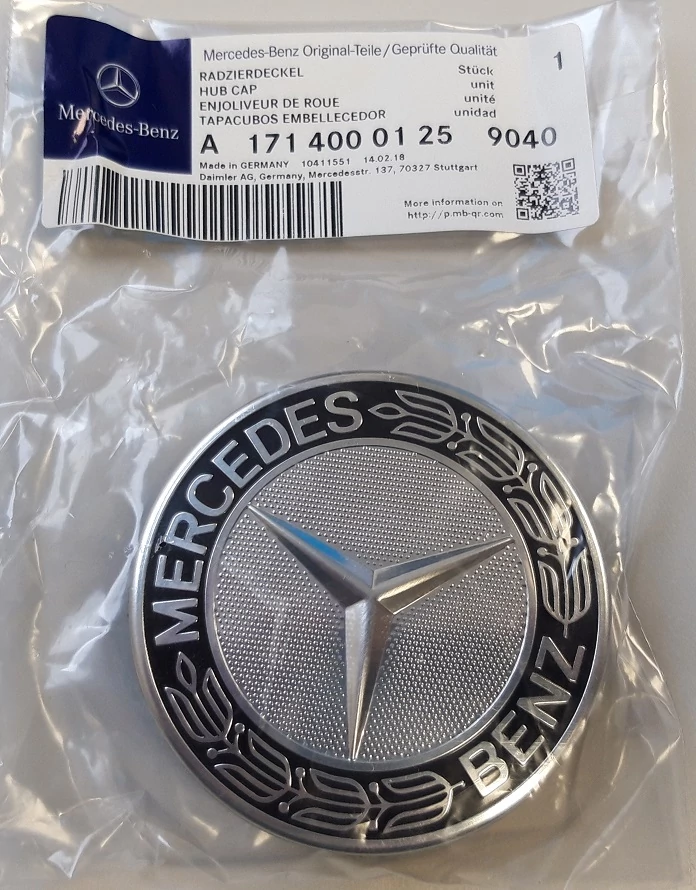 Mercedes-Benz
Mercedes-Benz Original-Teile/Geprüfte Qualität
1
RADZIERDECKEL Stück
HUB CAP unit
ENJOLIVEUR DE ROUE unité
TAPACUBOS EMBELLECEDOR unidad
A 171 400 01 25 9040
Made in GERMANY 10411551 14.02.18
Daimler AG, Germany, Mercedesstr. 137, 70327 Stuttgart
More information on
http://p.mb-qr.com
MERCEDES
BENZ